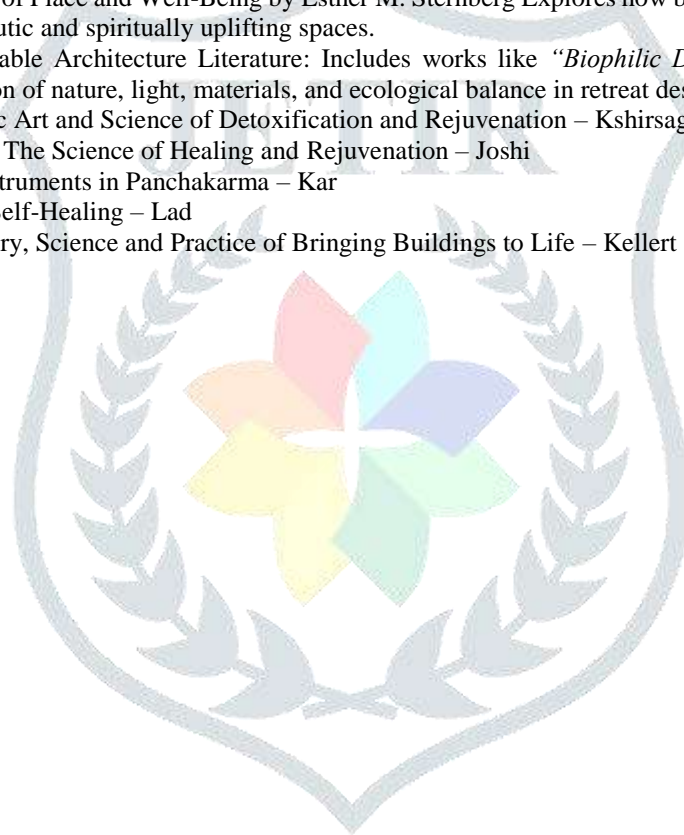 of Place and Well-Being by Esther M. Sternberg Explores how b
utic and spiritually uplifting spaces.
able Architecture Literature: Includes works like “Biophilic D
on of nature, light, materials, and ecological balance in retreat des
c Art and Science of Detoxification and Rejuvenation – Kshirsag
The Science of Healing and Rejuvenation – Joshi
struments in Panchakarma – Kar
Self-Healing – Lad
ry, Science and Practice of Bringing Buildings to Life – Kellert
JETIR